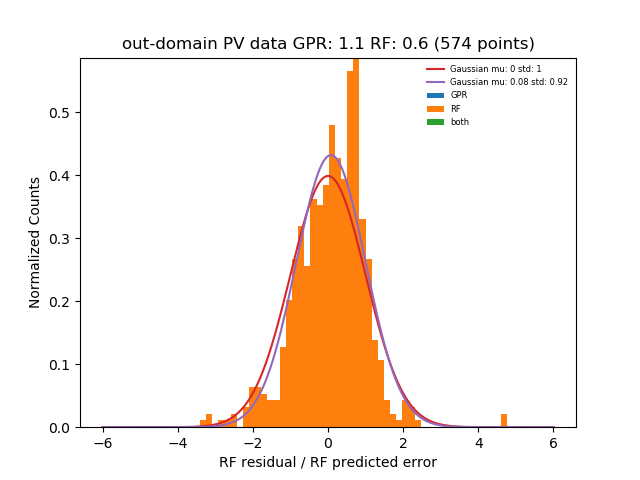 out-domain PV data GPR: 1.1 RF: 0.6 (574 points)
Gaussian mu: 0 std: 1
Gaussian mu: 0.08 std: 0.92
GPR
RF
both
Normalized Counts
0.5
0.4
0.3
0.2
0.1
0.0
−6 −4 −2 0 2 4 6
RF residual / RF predicted error